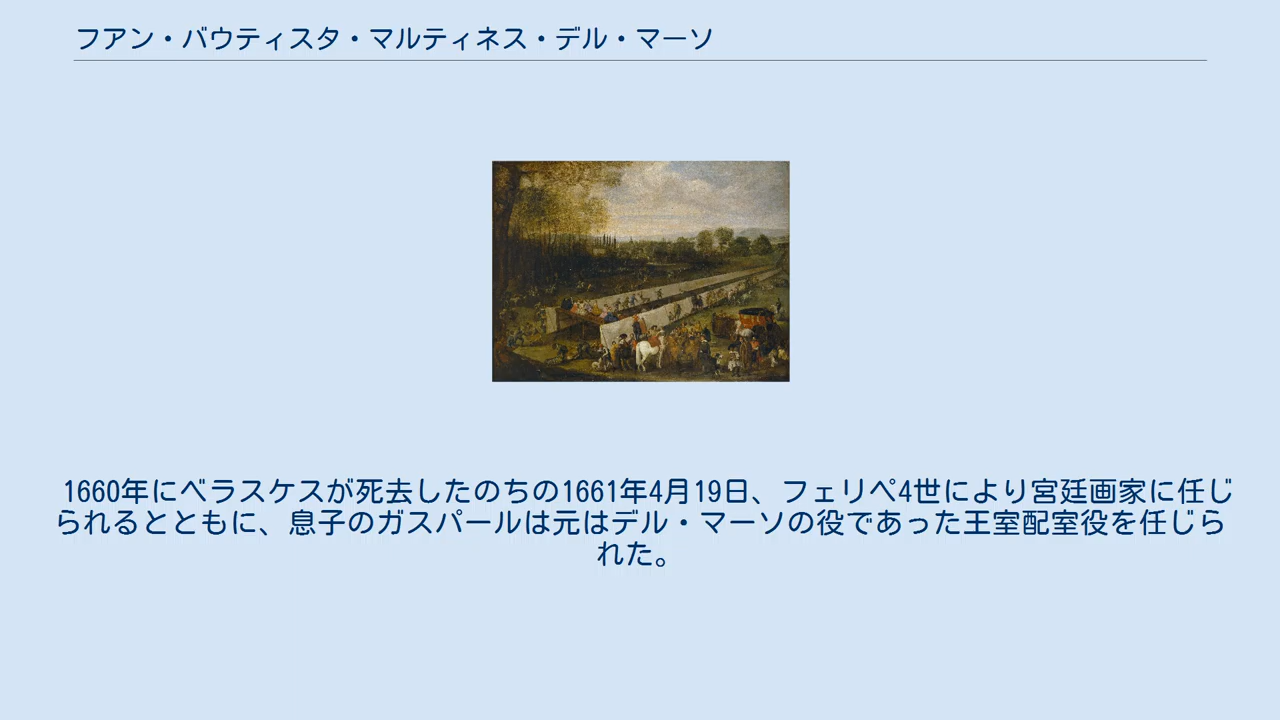 フアン・バウティスタ・マルティネス・デル・マーソ
1660年にベラスケスが死去したのちの1661年4月19日、フェリペ4世により宮廷画家に任じ
られるとともに、息子のガスパールは元はデル・マーソの役であった王室配室役を任じら
れた。